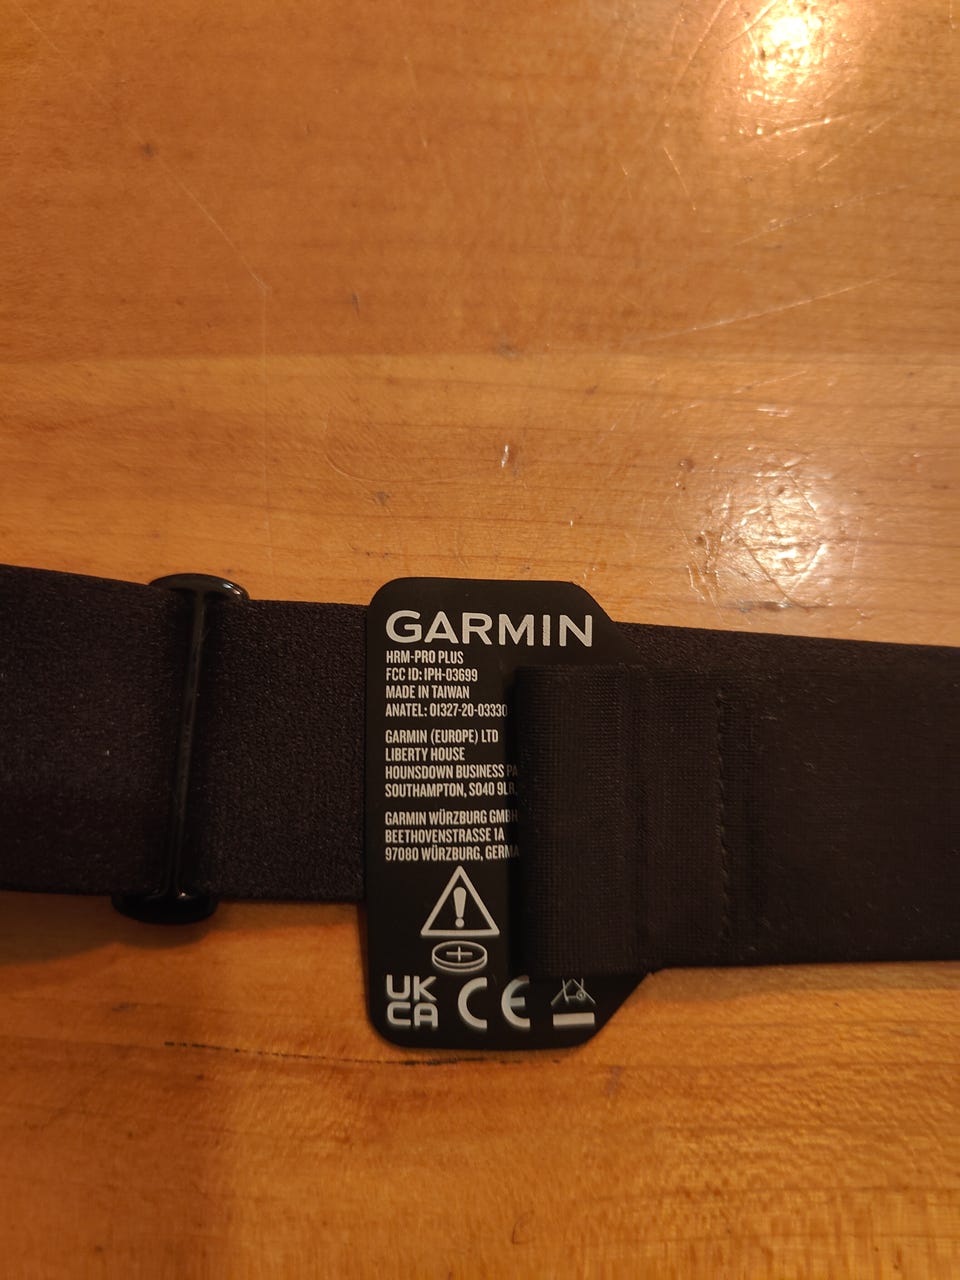 GARMIN
HRM-PRO PLUS
FCC ID: IPH-03699
MADE IN TAIWAN
ANATEL: 01327-20-03330
GARMIN (EUROPE) LTD
LIBERTY HOUSE
HOUNSDOWN BUSINESS
SOUTHAMPTON, SO40 9LR,
GARMIN WÜRZBURG
BEETHOVENSTRASSE 1A
97080 WÜRZBURG,
UK
CA CE